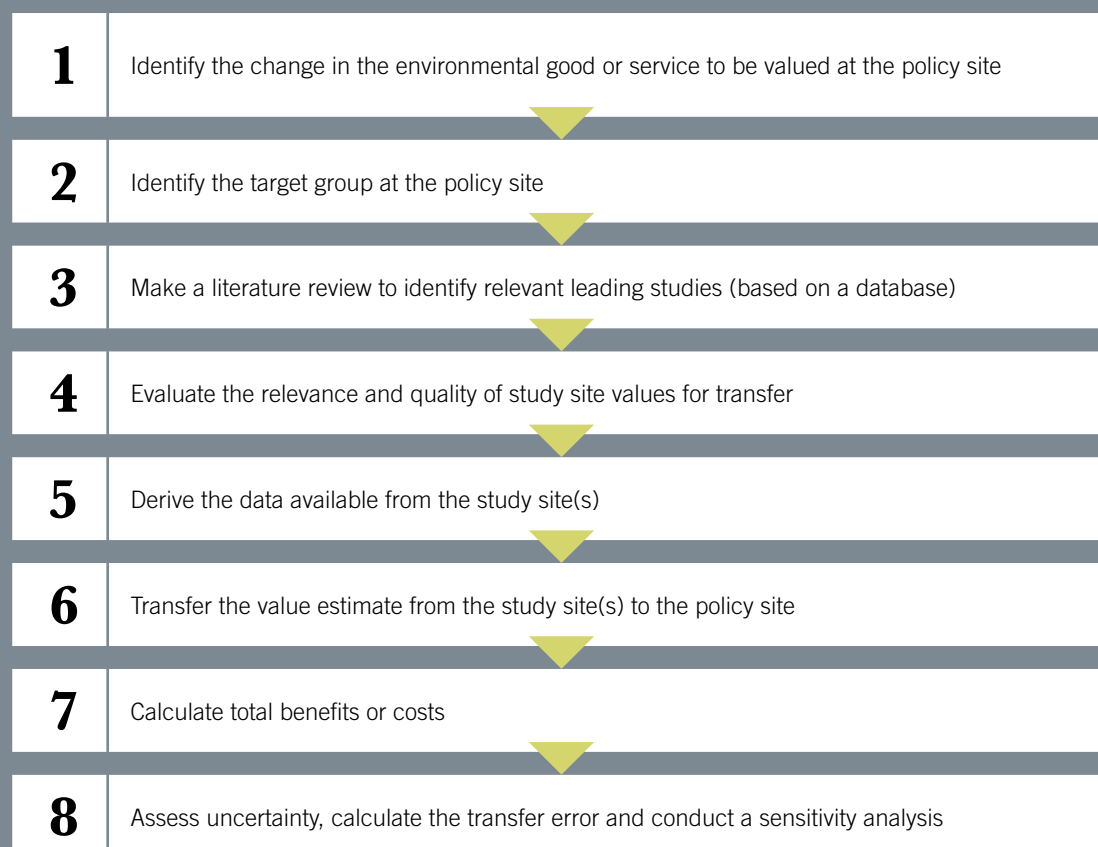 1 Identify the change in the environmental good or service to be valued at the policy site
2 Identify the target group at the policy site
3 Make a literature review to identify relevant leading studies (based on a database)
4 Evaluate the relevance and quality of study site values for transfer
5 Derive the data available from the study site(s)
6 Transfer the value estimate from the study site(s) to the policy site
7 Calculate total benefits or costs
8 Assess uncertainty, calculate the transfer error and conduct a sensitivity analysis